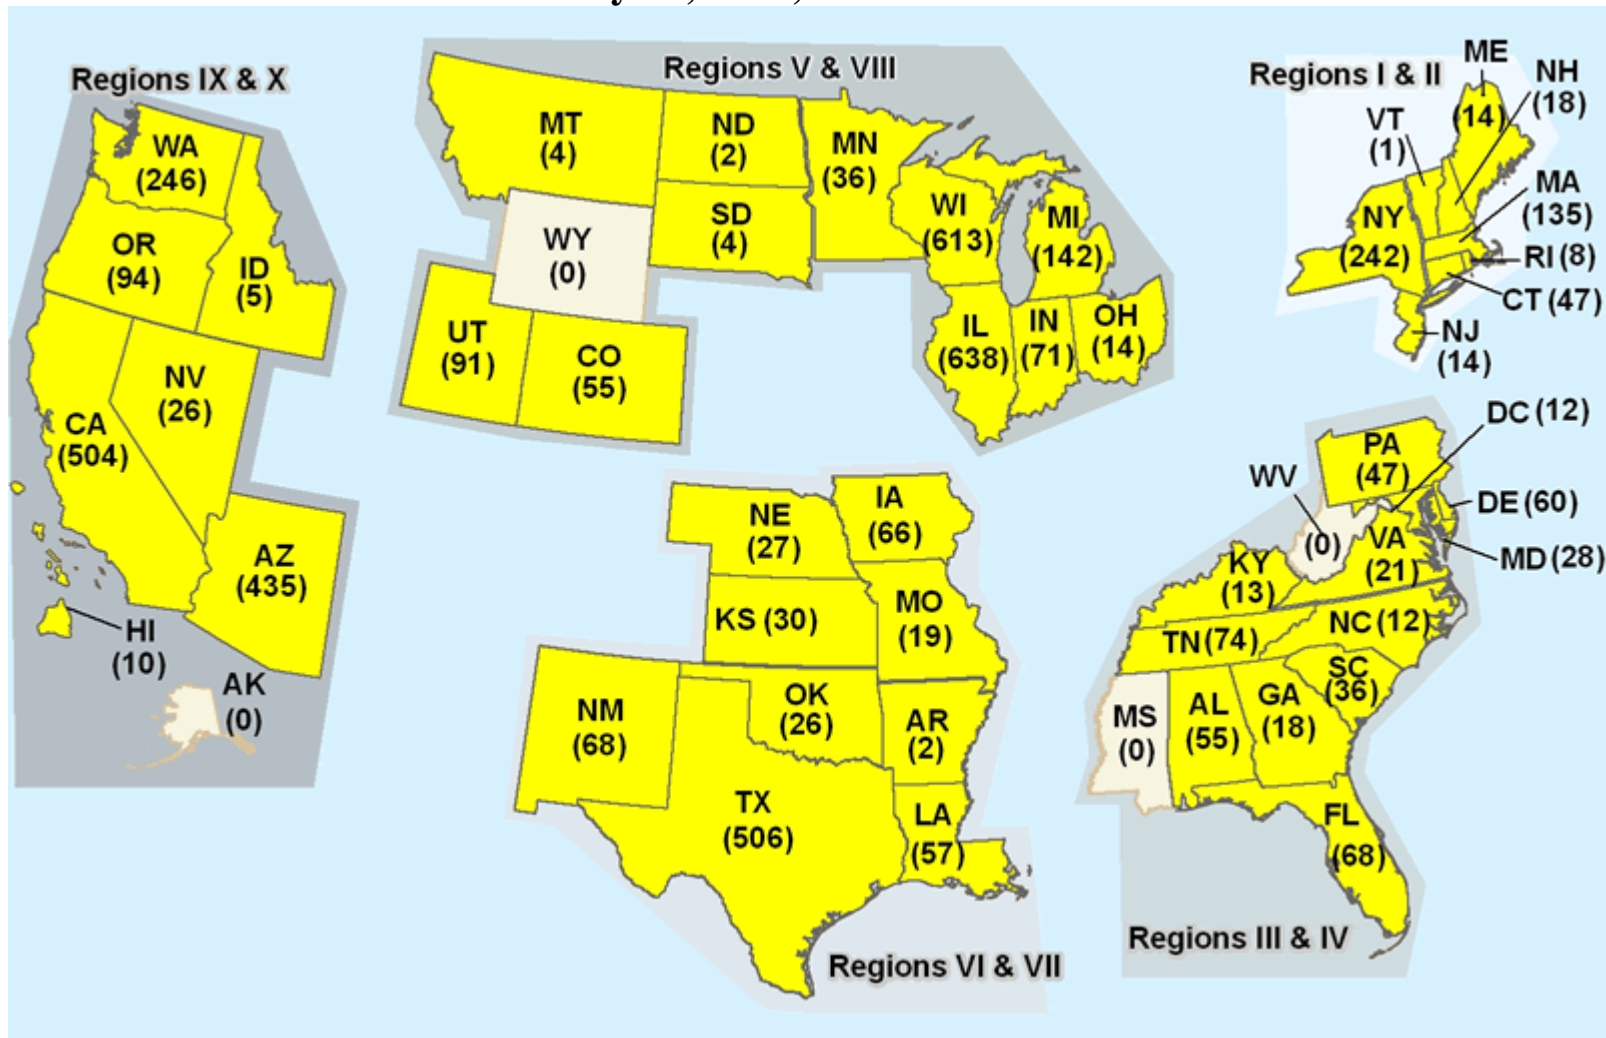 Regions IX & X
WA
(246)
OR
(94)
ID
(5)
NV
(26)
CA
(504)
AZ
(435)
HI
(10)
AK
(0)
Regions V & VIII
MT
(4)
ND
(2)
MN
(36)
SD
(4)
WI
(613)
MI
(142)
WY
(0)
UT
(91)
CO
(55)
IL
(638)
IN
(71)
OH
(14)
Regions I & II
ME
(14)
NH
(18)
VT
(1)
MA
(135)
NY
(242)
RI (8)
CT (47)
NJ
(14)
NE
(27)
IA
(66)
KS (30)
MO
(19)
NM
(68)
OK
(26)
AR
(2)
TX
(506)
LA
(57)
Regions VI & VII
DC (12)
PA
(47)
WV
(0)
DE (60)
VA
(21)
MD (28)
KY
(13)
NC (12)
TN (74)
SC
(36)
MS
(0)
AL
(55)
GA
(18)
FL
(68)
Regions III & IV